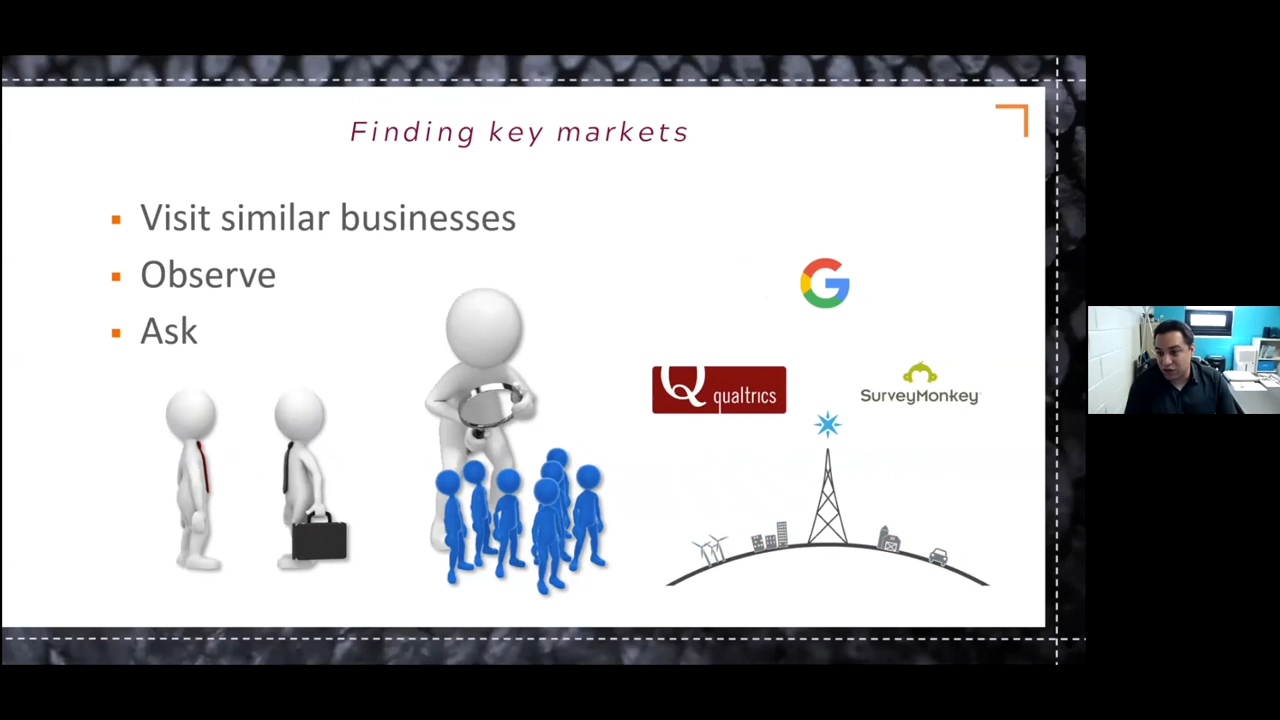 Finding key markets
Visit similar businesses
Observe
Ask
qualtrics
SurveyMonkey